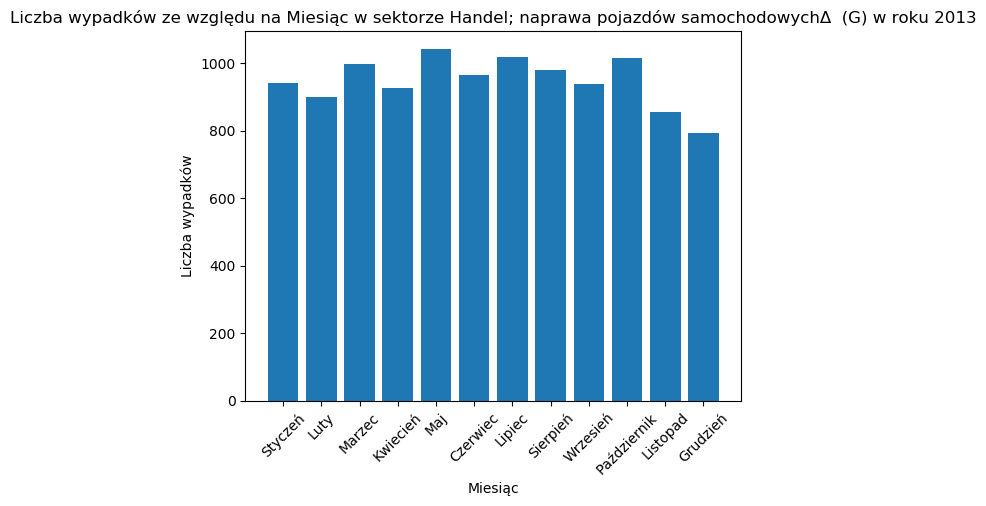 Liczba wypadków ze względu na Miesiąc w sektorze Handel; naprawa pojazdów samochodowychΔ  (G) w roku 2013
1000
800
600
400
200
0
Liczba wypadków
Styczeń
Luty
Marzec
Kwiecień
Maj
Czerwiec
Lipiec
Sierpień
Wrzesień
Październik
Listopad
Grudzień
Miesiąc